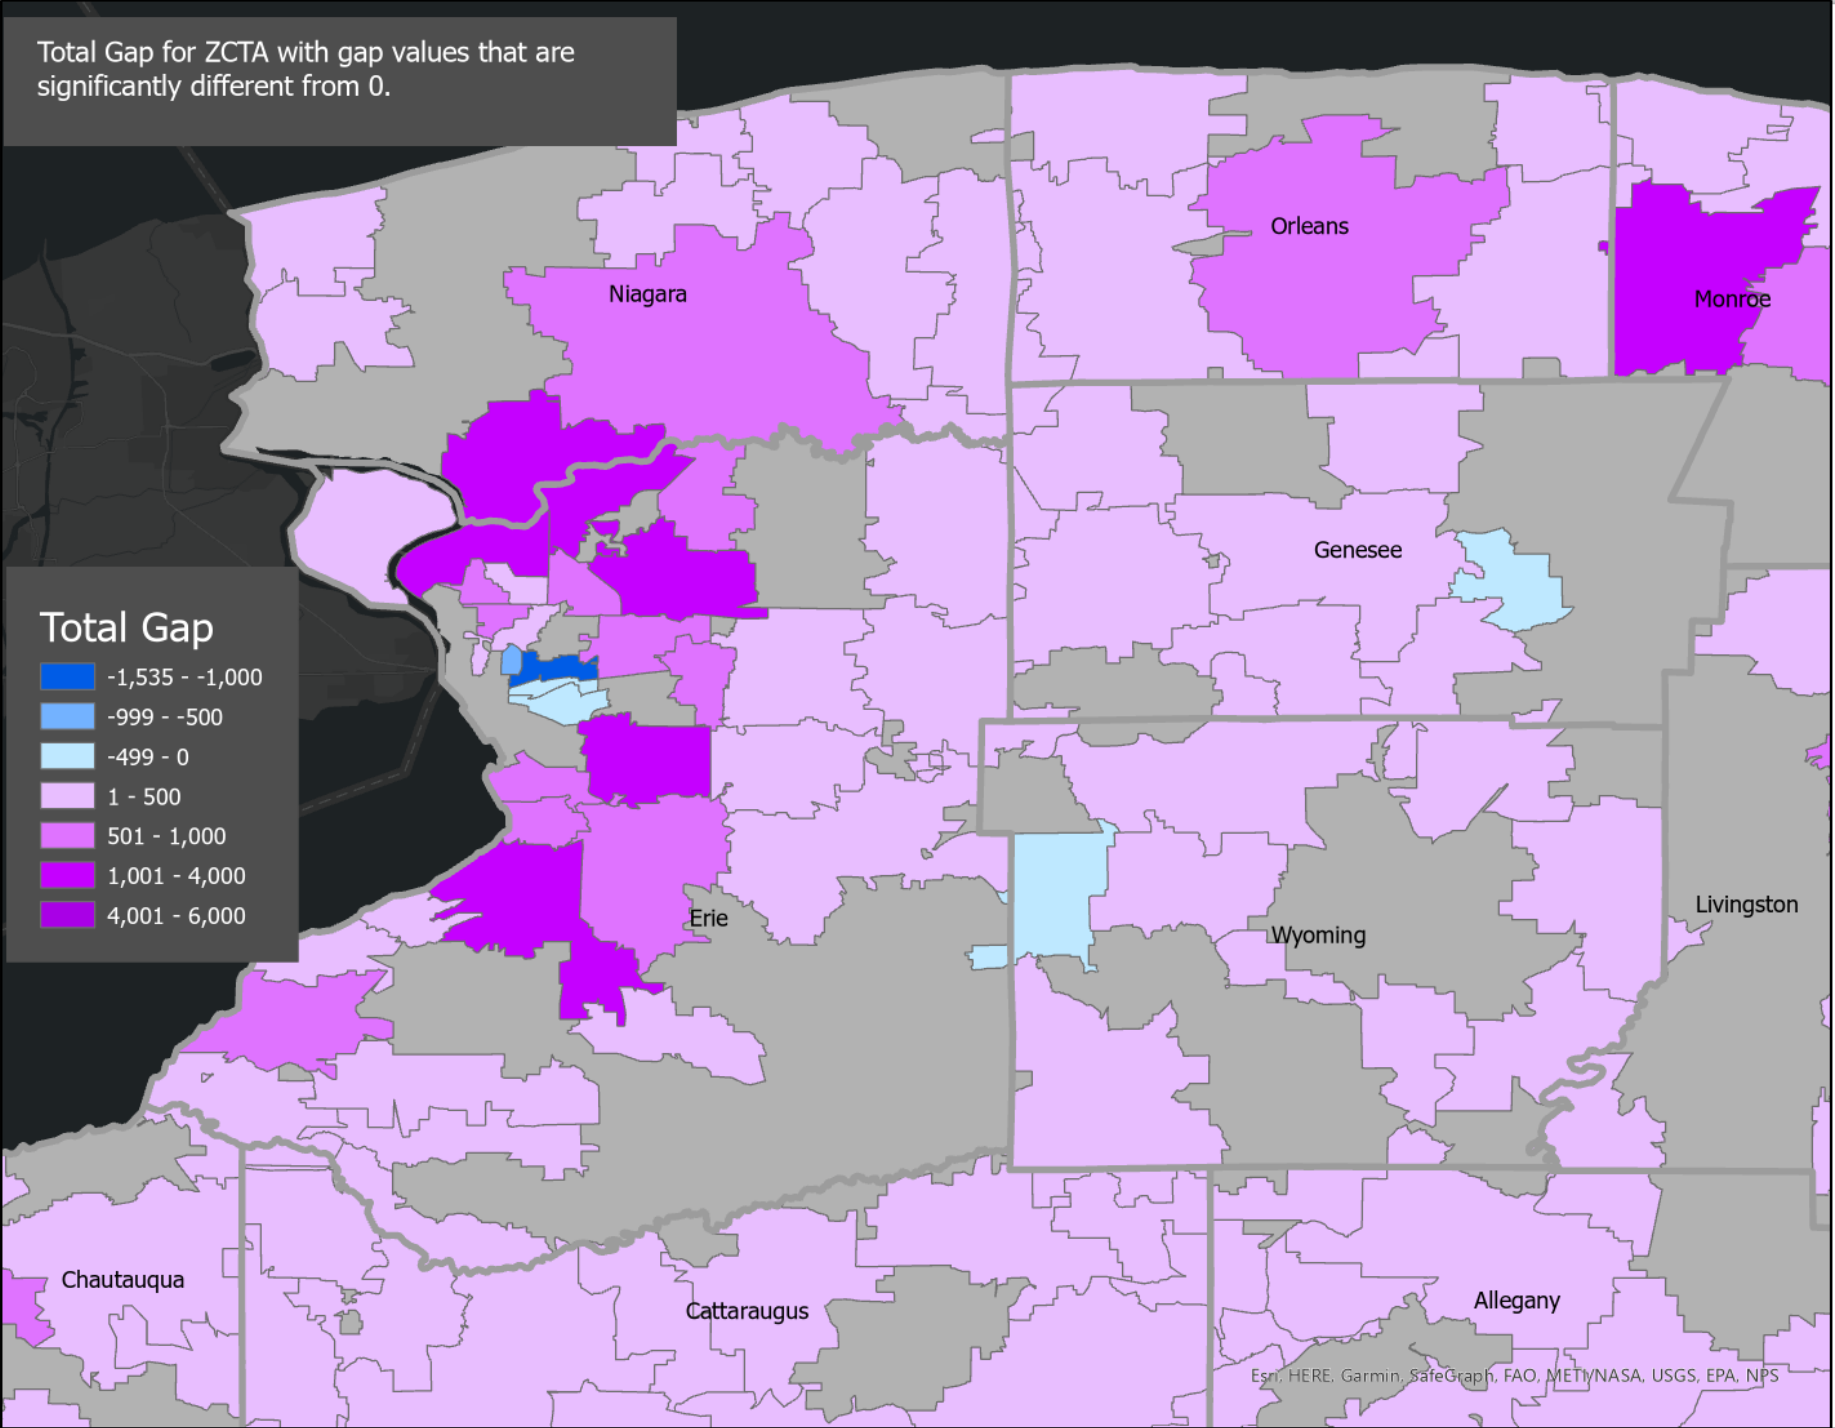 Total Gap for ZCTA with gap values that are
significantly different from 0.
Orleans
Niagara
Monroe
Genesee
Total Gap
-1,535 - -1,000
-999 - -500
-499 - 0
1 - 500
501 - 1,000
1,001 - 4,000
4,001 - 6,000
Erie
Wyoming
Livingston
Chautauqua
Cattaraugus
Allegany
Esri, HERE, Garmin, SafeGraph, FAO, METI/NASA, USGS, EPA, NPS